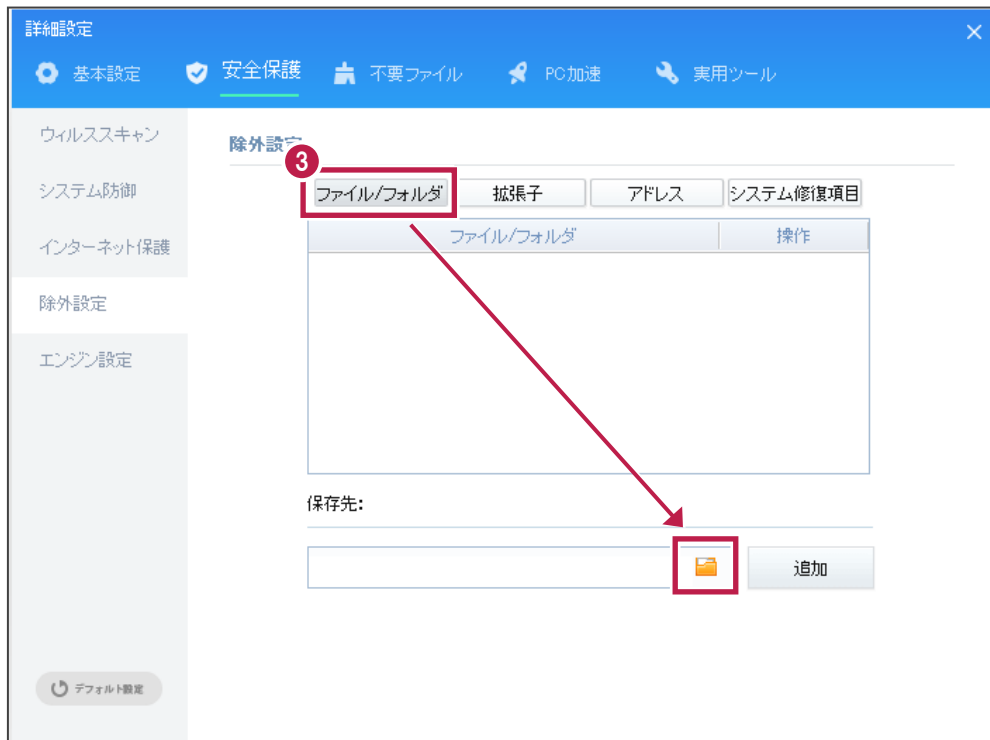 詳細設定
基本設定 安全保護 不要ファイル PC加速 実用ツール
ウィルススキャン
システム防御
インターネット保護
除外設定
エンジン設定
デフォルト設定
除外設定
3
ファイル/フォルダ 拡張子 アドレス システム修復項目
ファイル/フォルダ 操作
保存先:
追加